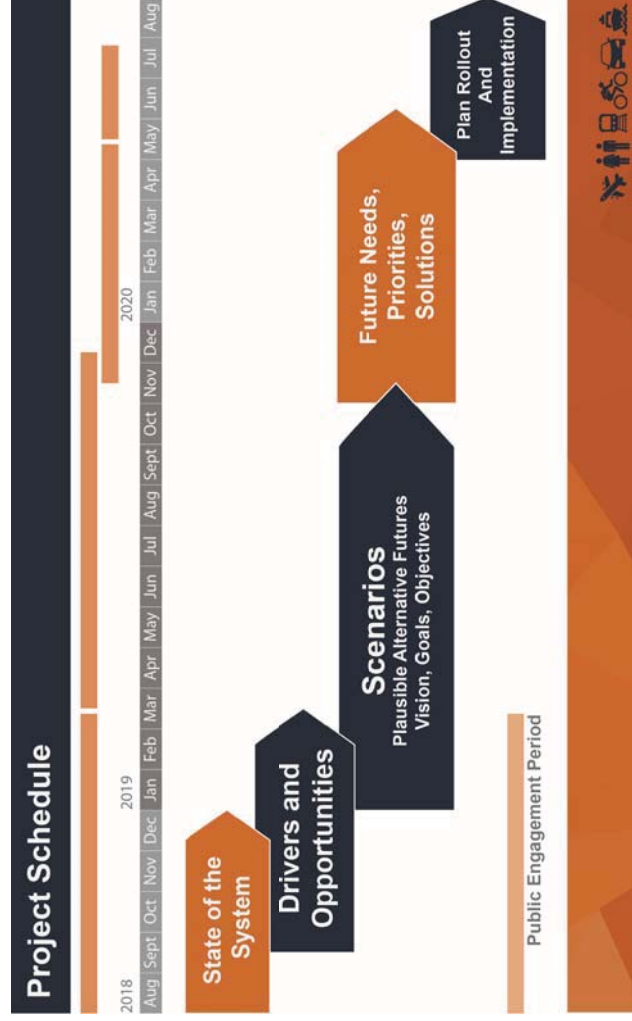 Project Schedule
2018 2019 2020
Aug Sept Oct Nov Dec Jan Feb Mar Apr May Jun Jul Aug Sept Oct Nov Dec Jan Feb Mar Apr May Jun Jul Aug
State of the
System
Drivers and
Opportunities
Scenarios
Plausible Alternative Futures
Vision, Goals, Objectives
Future Needs,
Priorities,
Solutions
Plan Rollout
And
Implementation
Public Engagement Period